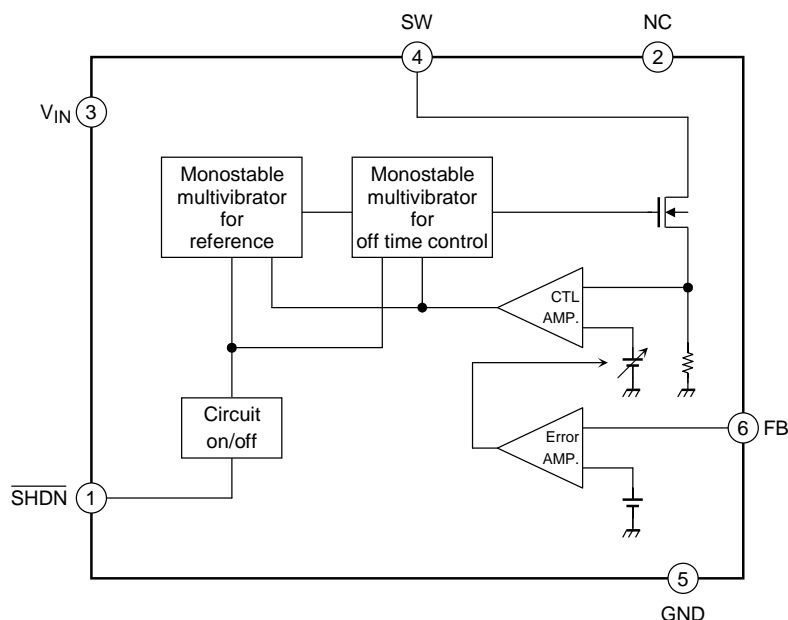 SW
NC
4
2
VIN
3
Monostable
multivibrator
for
reference
Monostable
multivibrator
for
off time control
CTL
AMP.
Circuit
on/off
Error
AMP.
6
FB
SHDN
1
5
GND